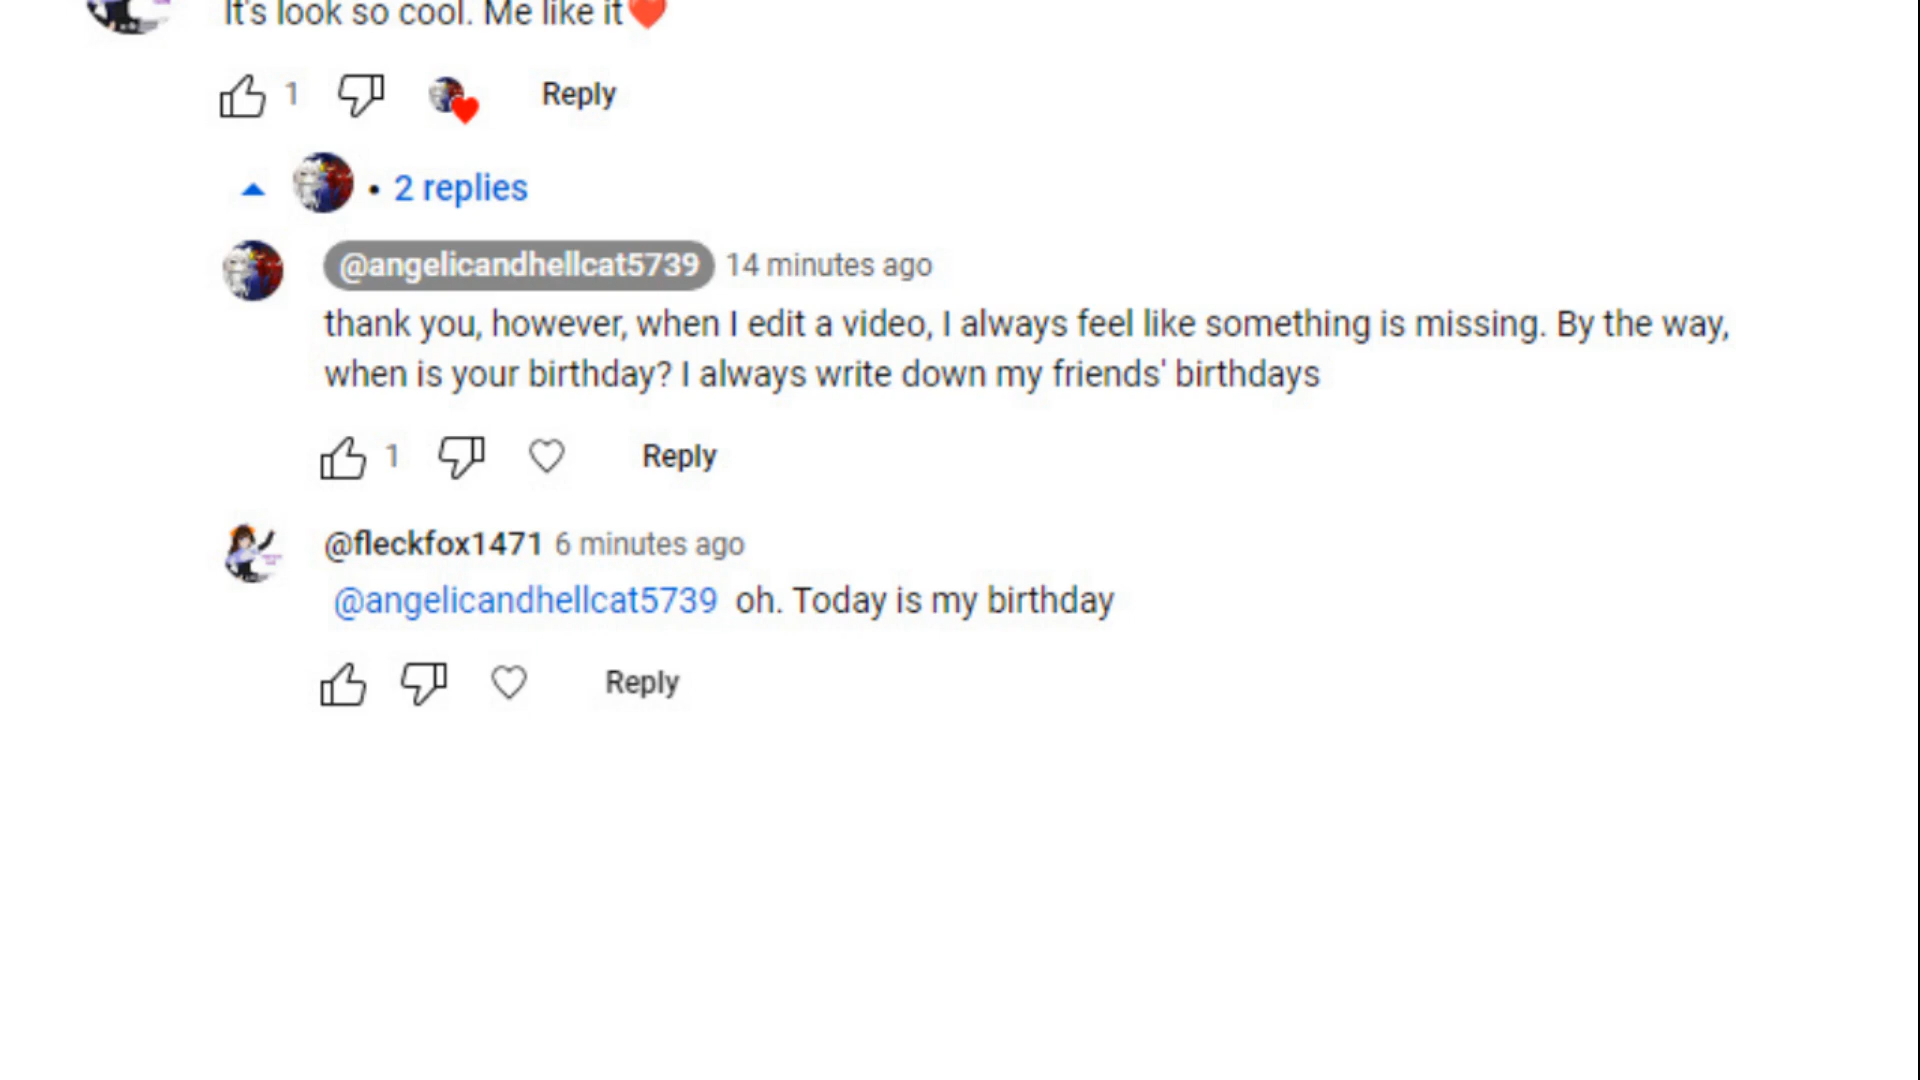 It's look so cool. Me like it❤️
1 Reply
• 2 replies
@angelicandhellcat5739 14 minutes ago
thank you, however, when I edit a video, I always feel like something is missing. By the way,
when is your birthday? I always write down my friends' birthdays
1 Reply
@fleckfox1471 6 minutes ago
@angelicandhellcat5739 oh. Today is my birthday
Reply